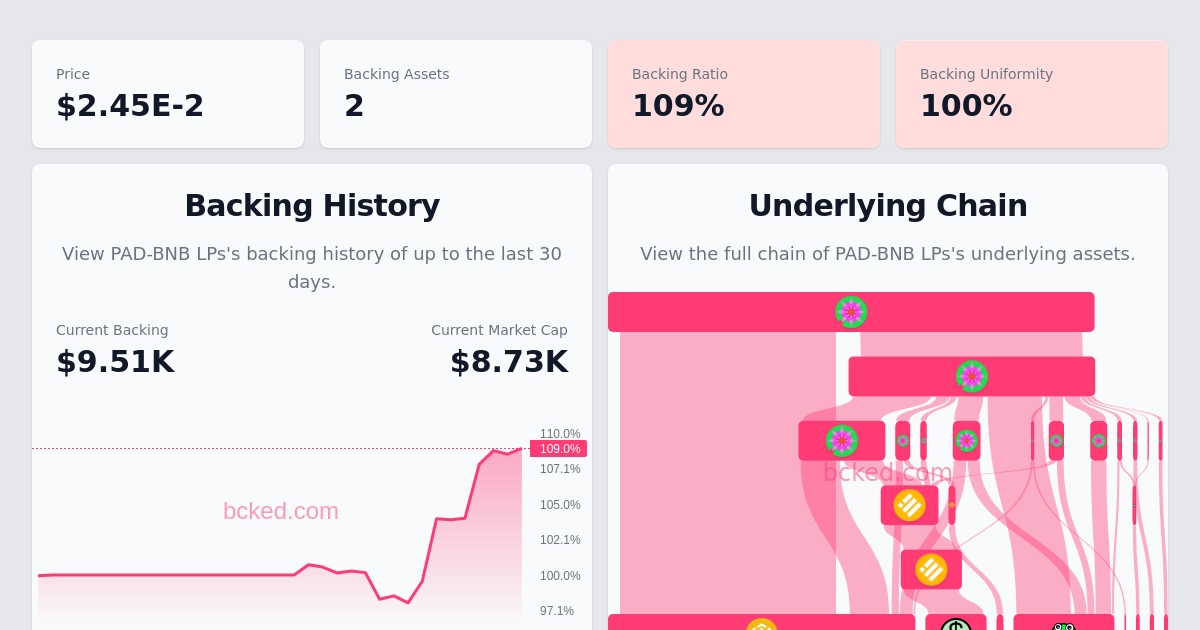 Price
$2.45E-2
Backing Assets
2
Backing Ratio
109%
Backing Uniformity
100%
Backing History
View PAD-BNB LPs's backing history of up to the last 30
days.
Current Backing
$9.51K
Current Market Cap
$8.73K
110.0%
109.0%
107.1%
105.0%
102.1%
100.0%
97.1%
bcked.com
Underlying Chain
View the full chain of PAD-BNB LPs's underlying assets.
bcked.com